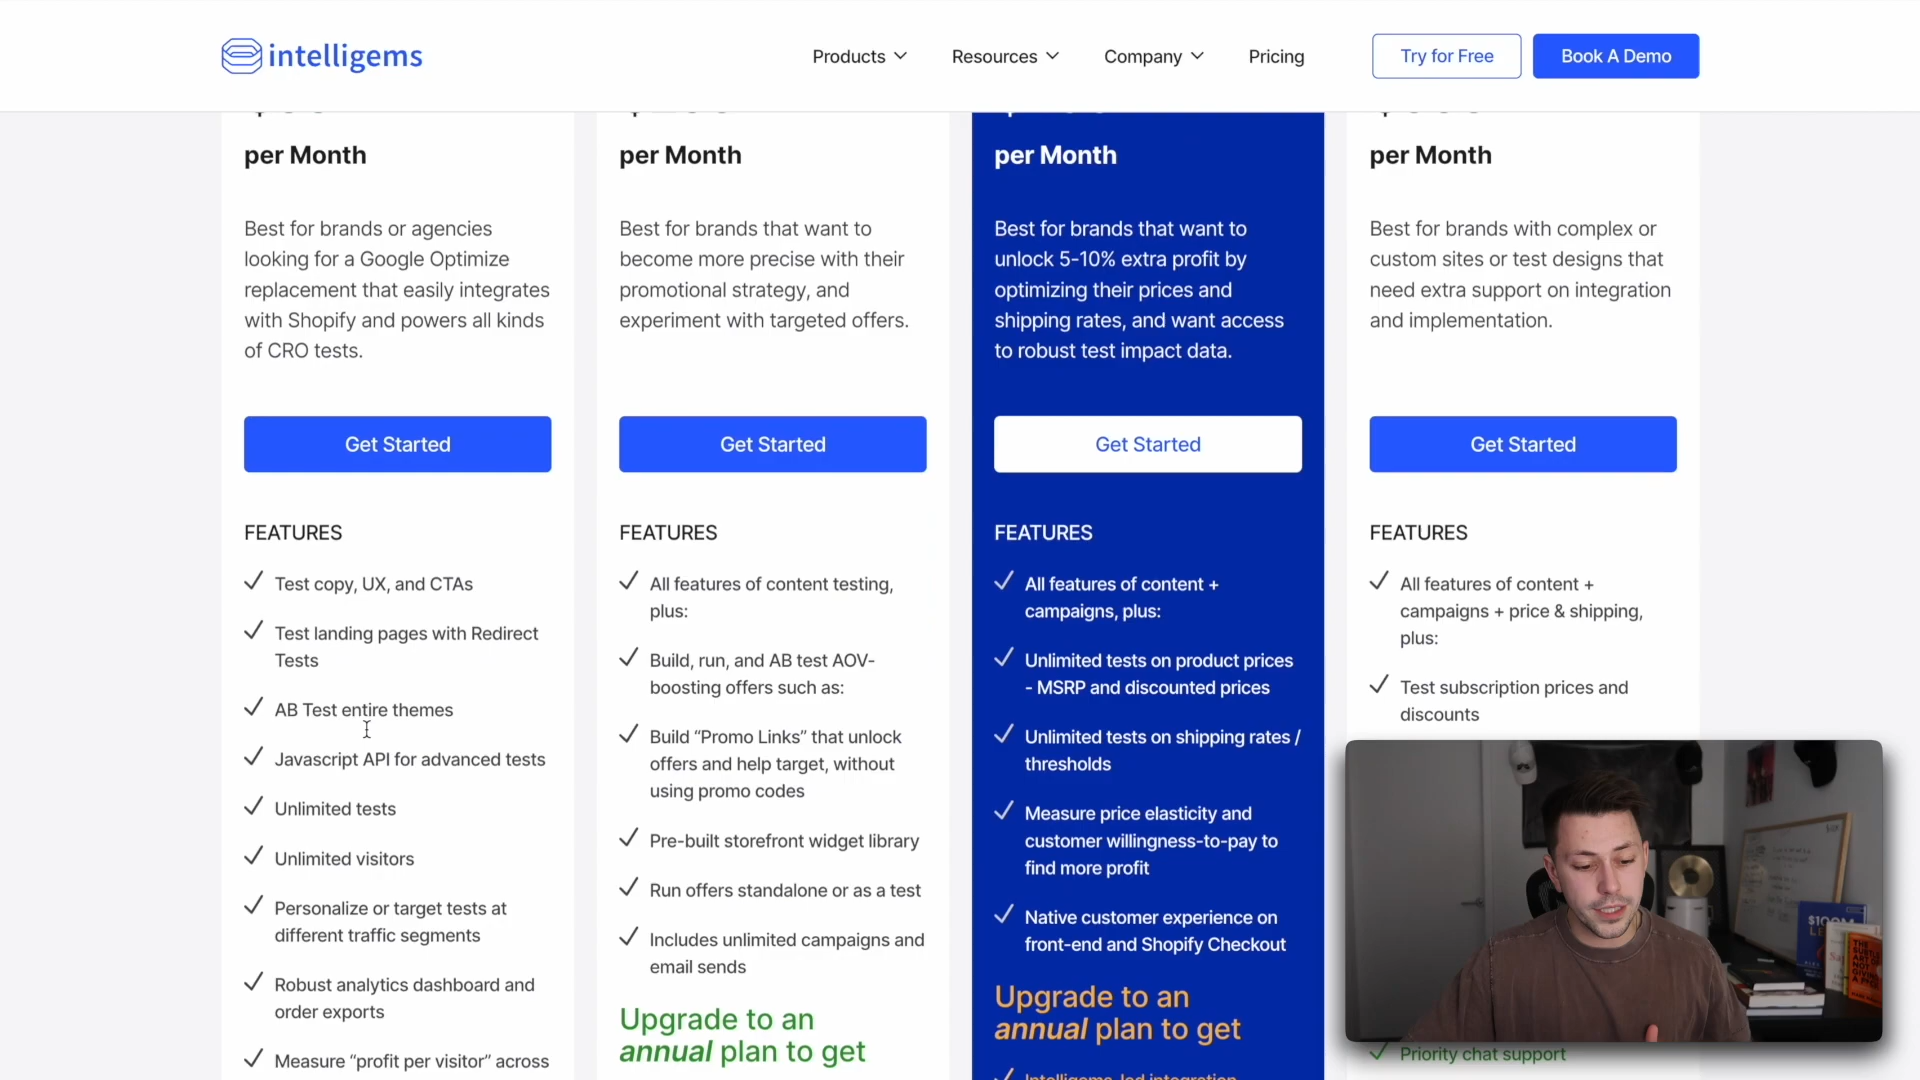 intelligems
Products
Resources
Company
Pricing
Try for Free
Book A Demo
per Month
Best for brands or agencies
looking for a Google Optimize
replacement that easily integrates
with Shopify and powers all kinds
of CRO tests.
Get Started
FEATURES
Test copy, UX, and CTAs
Test landing pages with Redirect
Tests
AB Test entire themes
Javascript API for advanced tests
Unlimited tests
Unlimited visitors
Personalize or target tests at
different traffic segments
Robust analytics dashboard and
order exports
Measure “profit per visitor” across
per Month
Best for brands that want to
become more precise with their
promotional strategy, and
experiment with targeted offers.
Get Started
FEATURES
All features of content testing,
plus:
Build, run, and AB test AOV-
boosting offers such as:
Build “Promo Links” that unlock
offers and help target, without
using promo codes
Pre-built storefront widget library
Run offers standalone or as a test
Includes unlimited campaigns and
email sends
Upgrade to an
annual plan to get
per Month
Best for brands that want to
unlock 5-10% extra profit by
optimizing their prices and
shipping rates, and want access
to robust test impact data.
Get Started
FEATURES
All features of content +
campaigns, plus:
Unlimited tests on product prices
- MSRP and discounted prices
Unlimited tests on shipping rates /
thresholds
Measure price elasticity and
customer willingness-to-pay to
find more profit
Native customer experience on
front-end and Shopify Checkout
Upgrade to an
annual plan to get
Intelligems-led integration
per Month
Best for brands with complex or
custom sites or test designs that
need extra support on integration
and implementation.
Get Started
FEATURES
All features of content +
campaigns + price & shipping,
plus:
Test subscription prices and
discounts
Priority chat support
$100M
THE
SUBTLE
ART OF
NOT
GIVING